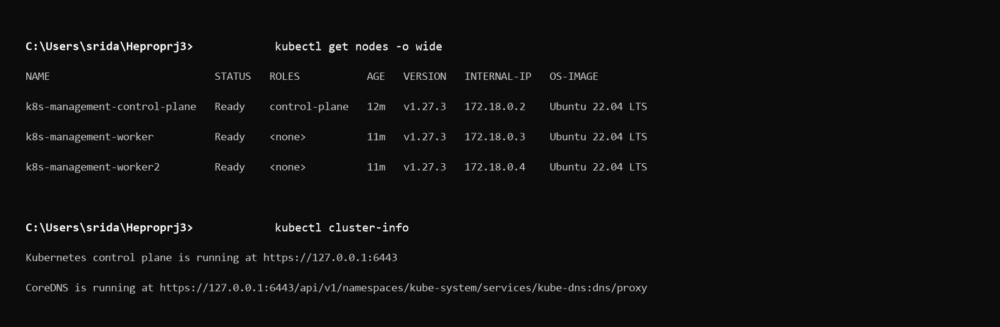 C:\Users\srida\Heproprj3> kubectl get nodes -o wide
NAME STATUS ROLES AGE VERSION INTERNAL-IP OS-IMAGE
k8s-management-control-plane Ready control-plane 12m v1.27.3 172.18.0.2 Ubuntu 22.04 LTS
k8s-management-worker Ready <none> 11m v1.27.3 172.18.0.3 Ubuntu 22.04 LTS
k8s-management-worker2 Ready <none> 11m v1.27.3 172.18.0.4 Ubuntu 22.04 LTS
C:\Users\srida\Heproprj3> kubectl cluster-info
Kubernetes control plane is running at https://127.0.0.1:6443
CoreDNS is running at https://127.0.0.1:6443/api/v1/namespaces/kube-system/services/kube-dns:dns/proxy